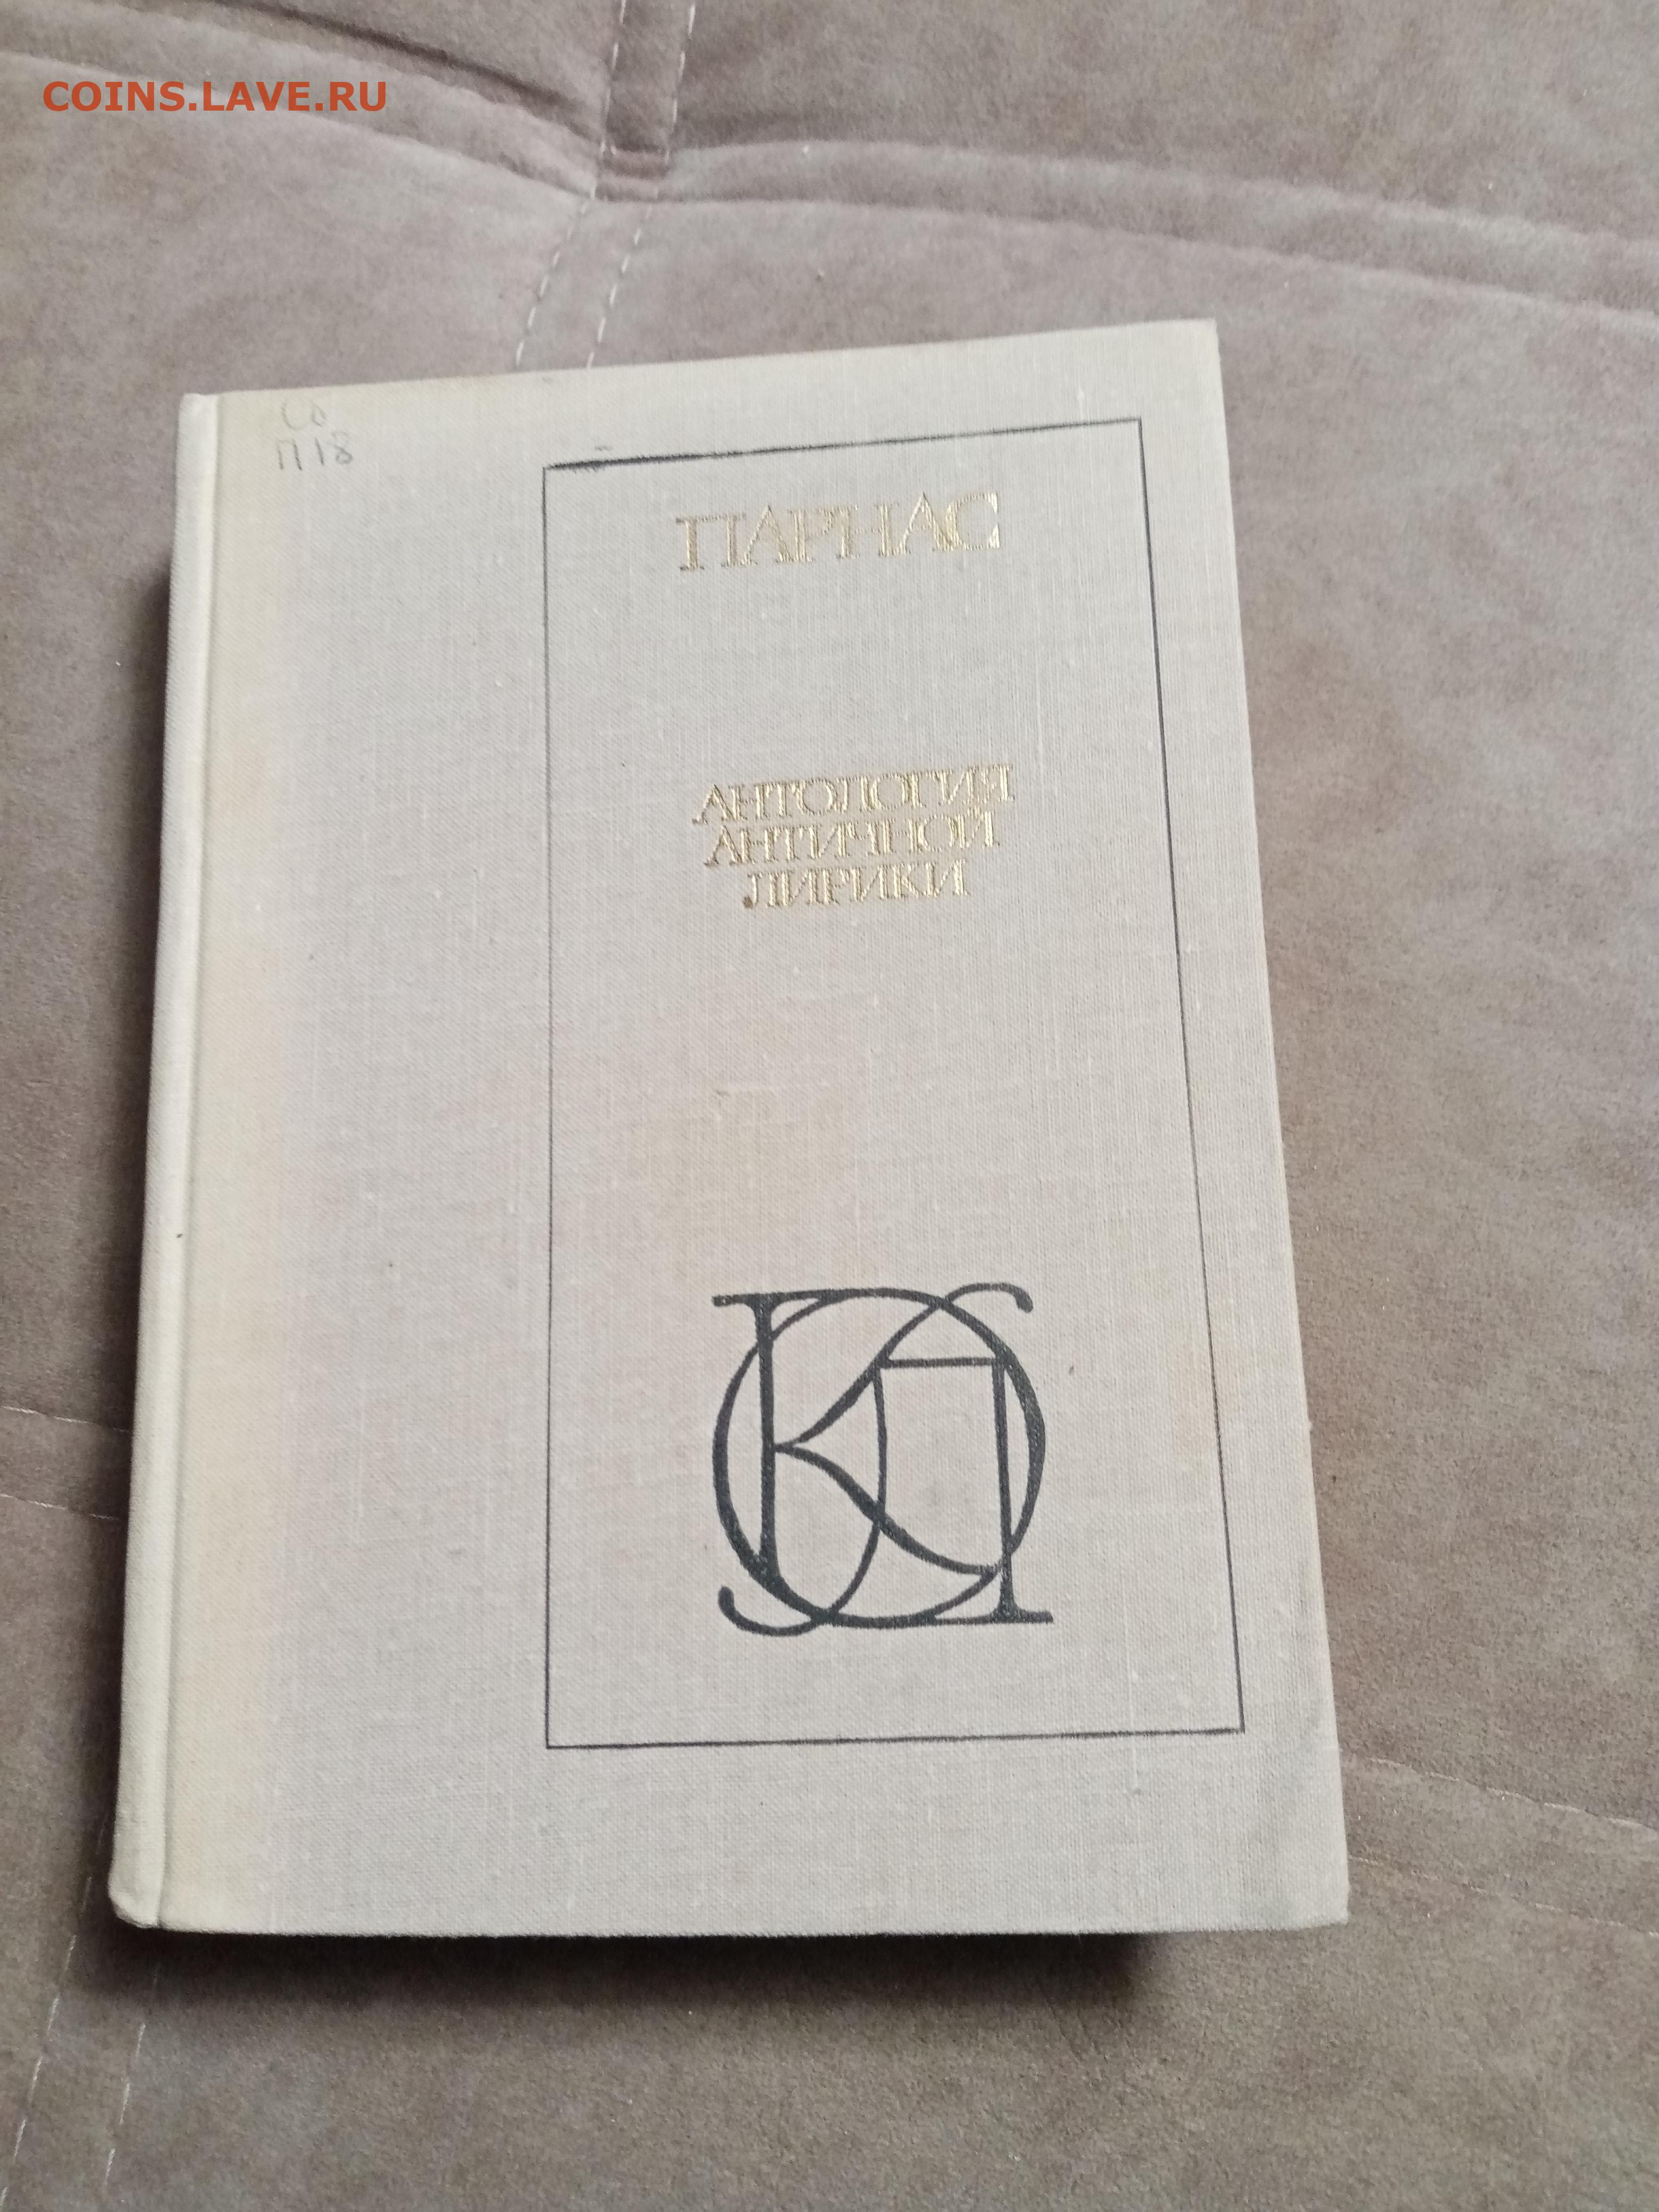 COINS.LAVE.RU
П18
ПАРНАС
АНТОЛОГИЯ
АНТИЧНОЙ
ЛИРИКИ